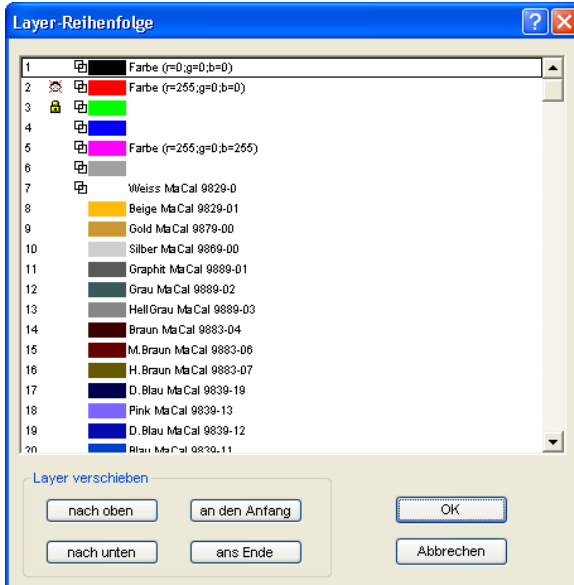 Layer-Reihenfolge
1 Farbe (r=0;g=0;b=0)
2 Farbe (r=255;g=0;b=0)
3
4
5 Farbe (r=255;g=0;b=255)
6
7 Weiss MaCal 9829-0
8 Beige MaCal 9829-01
9 Gold MaCal 9879-00
10 Silber MaCal 9869-00
11 Graphit MaCal 9889-01
12 Grau MaCal 9889-02
13 HellGrau MaCal 9889-03
14 Braun MaCal 9883-04
15 M.Braun MaCal 9883-06
16 H.Braun MaCal 9883-07
17 D.Blau MaCal 9839-19
18 Pink MaCal 9839-13
19 D.Blau MaCal 9839-12
20 Blau MaCal 9839-11
Layer verschieben
nach oben an den Anfang OK
nach unten ans Ende Abbrechen